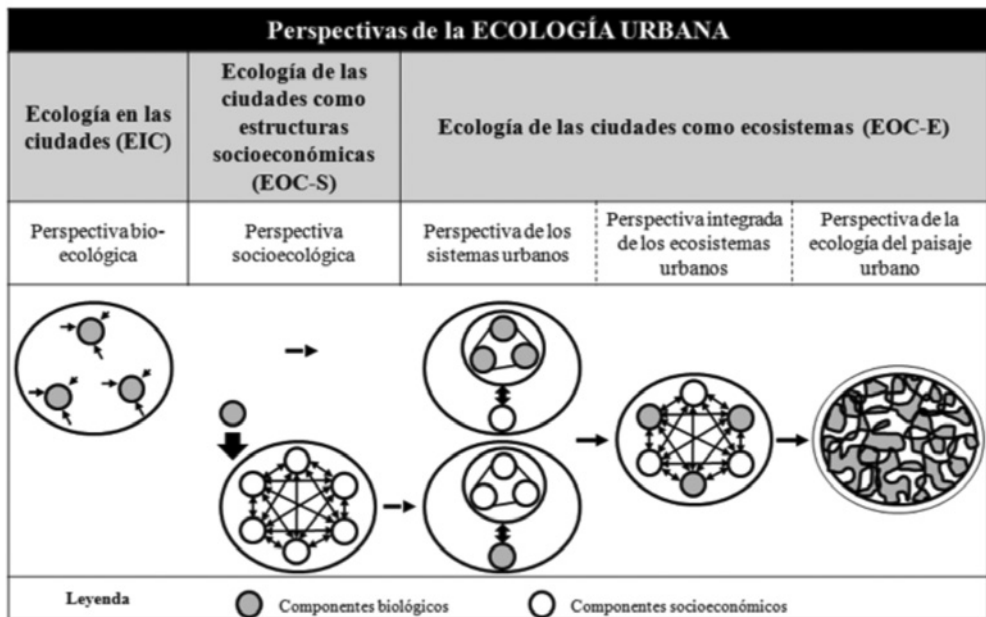 Perspectivas de la ECOLOGÍA URBANA
Ecología en las
ciudades (EIC)
Ecología de las
ciudades como
estructuras
socioeconómicas
(EOC-S)
Ecología de las ciudades como ecosistemas (EOC-E)
Perspectiva bio-
ecológica
Perspectiva
socioecológica
Perspectiva de los
sistemas urbanos
Perspectiva integrada
de los ecosistemas
urbanos
Perspectiva de la
ecología del paisaje
urbano
Leyenda
Componentes biológicos
Componentes socioeconómicos